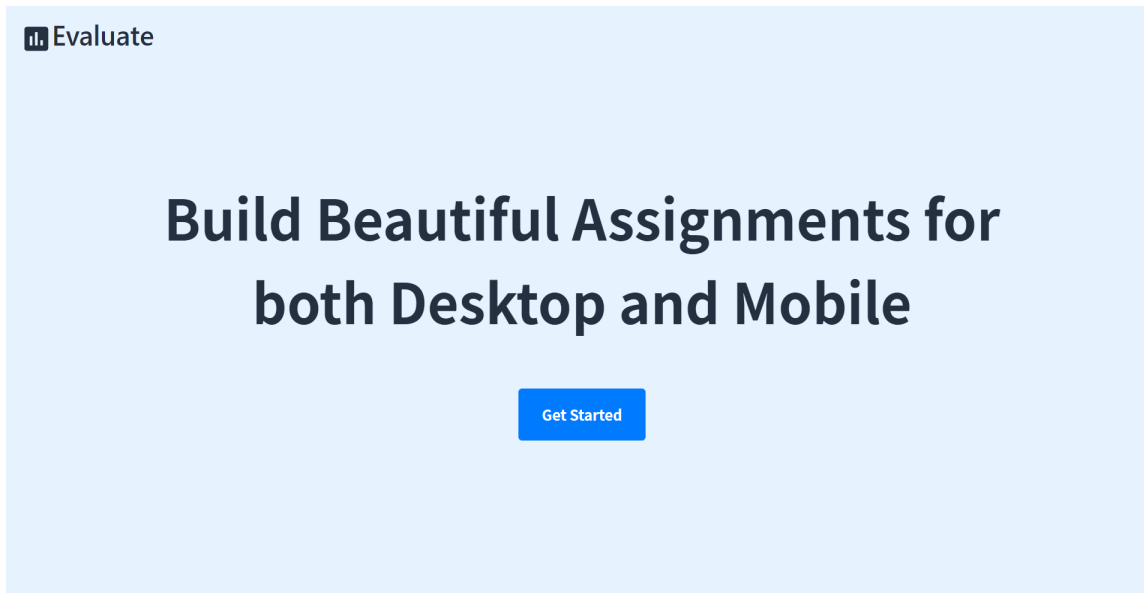 Evaluate
Build Beautiful Assignments for
both Desktop and Mobile
Get Started